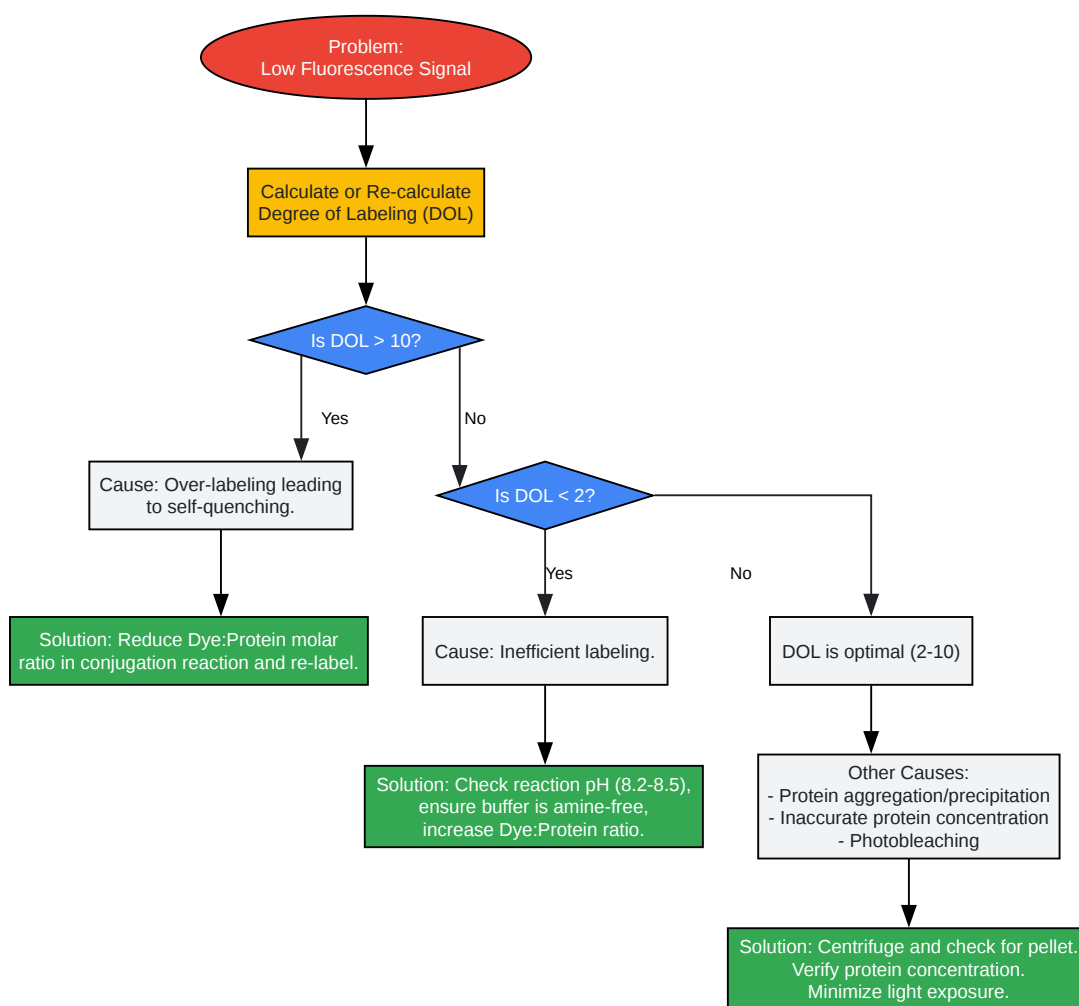 Problem:
Low Fluorescence Signal
Calculate or Re-calculate
Degree of Labeling (DOL)
Is DOL > 10?
Yes
No
Cause: Over-labeling leading
to self-quenching.
Is DOL < 2?
Solution: Reduce Dye:Protein molar
ratio in conjugation reaction and re-label.
Yes
No
Cause: Inefficient labeling.
DOL is optimal (2-10)
Solution: Check reaction pH (8.2-8.5),
ensure buffer is amine-free,
increase Dye:Protein ratio.
Other Causes:
- Protein aggregation/precipitation
- Inaccurate protein concentration
- Photobleaching
Solution: Centrifuge and check for pellet.
Verify protein concentration.
Minimize light exposure.